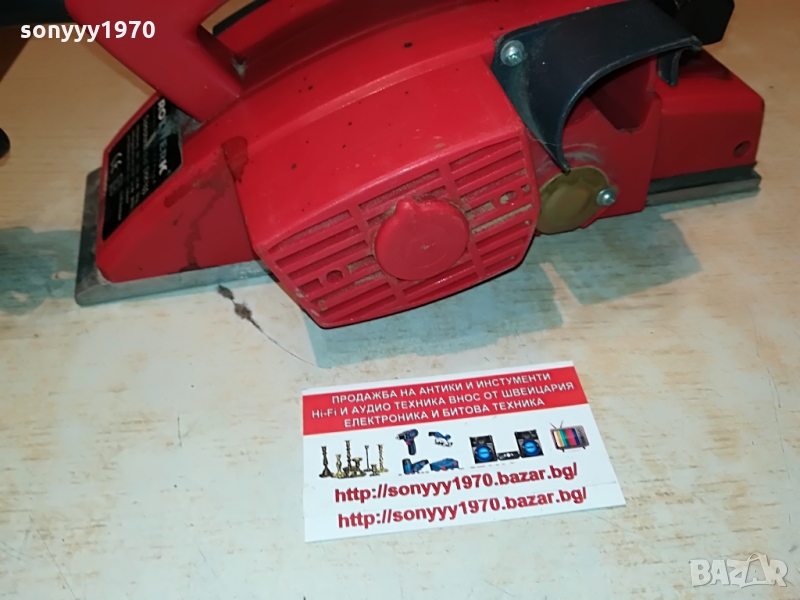 sonyyy1970
sonyyy1970
ПРОДАЖБА НА АНТИКИ И ИНСТУМЕНТИ
Hi-Fi И АУДИО ТЕХНИКА ВНОС ОТ ШВЕЙЦАРИЯ
ЕЛЕКТРОНИКА И БИТОВА ТЕХНИКА
http://sonyyy1970.bazar.bg/
http://sonyyy1970.bazar.bg/
BAZAR